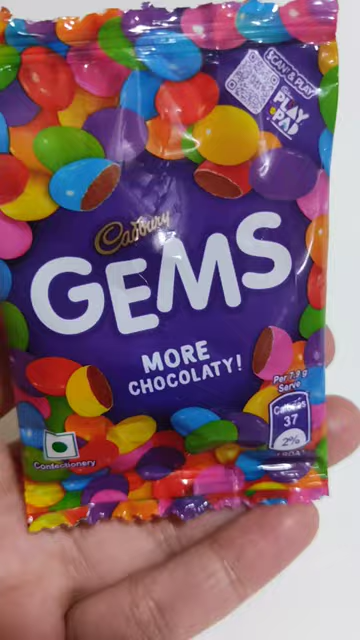 SCAN & PLAY
PLAY
PAD
Cadbury
GEMS
MORE
CHOCOLATY!
Per 7.9 g
Serve
Calories
37
2%
Confectionery